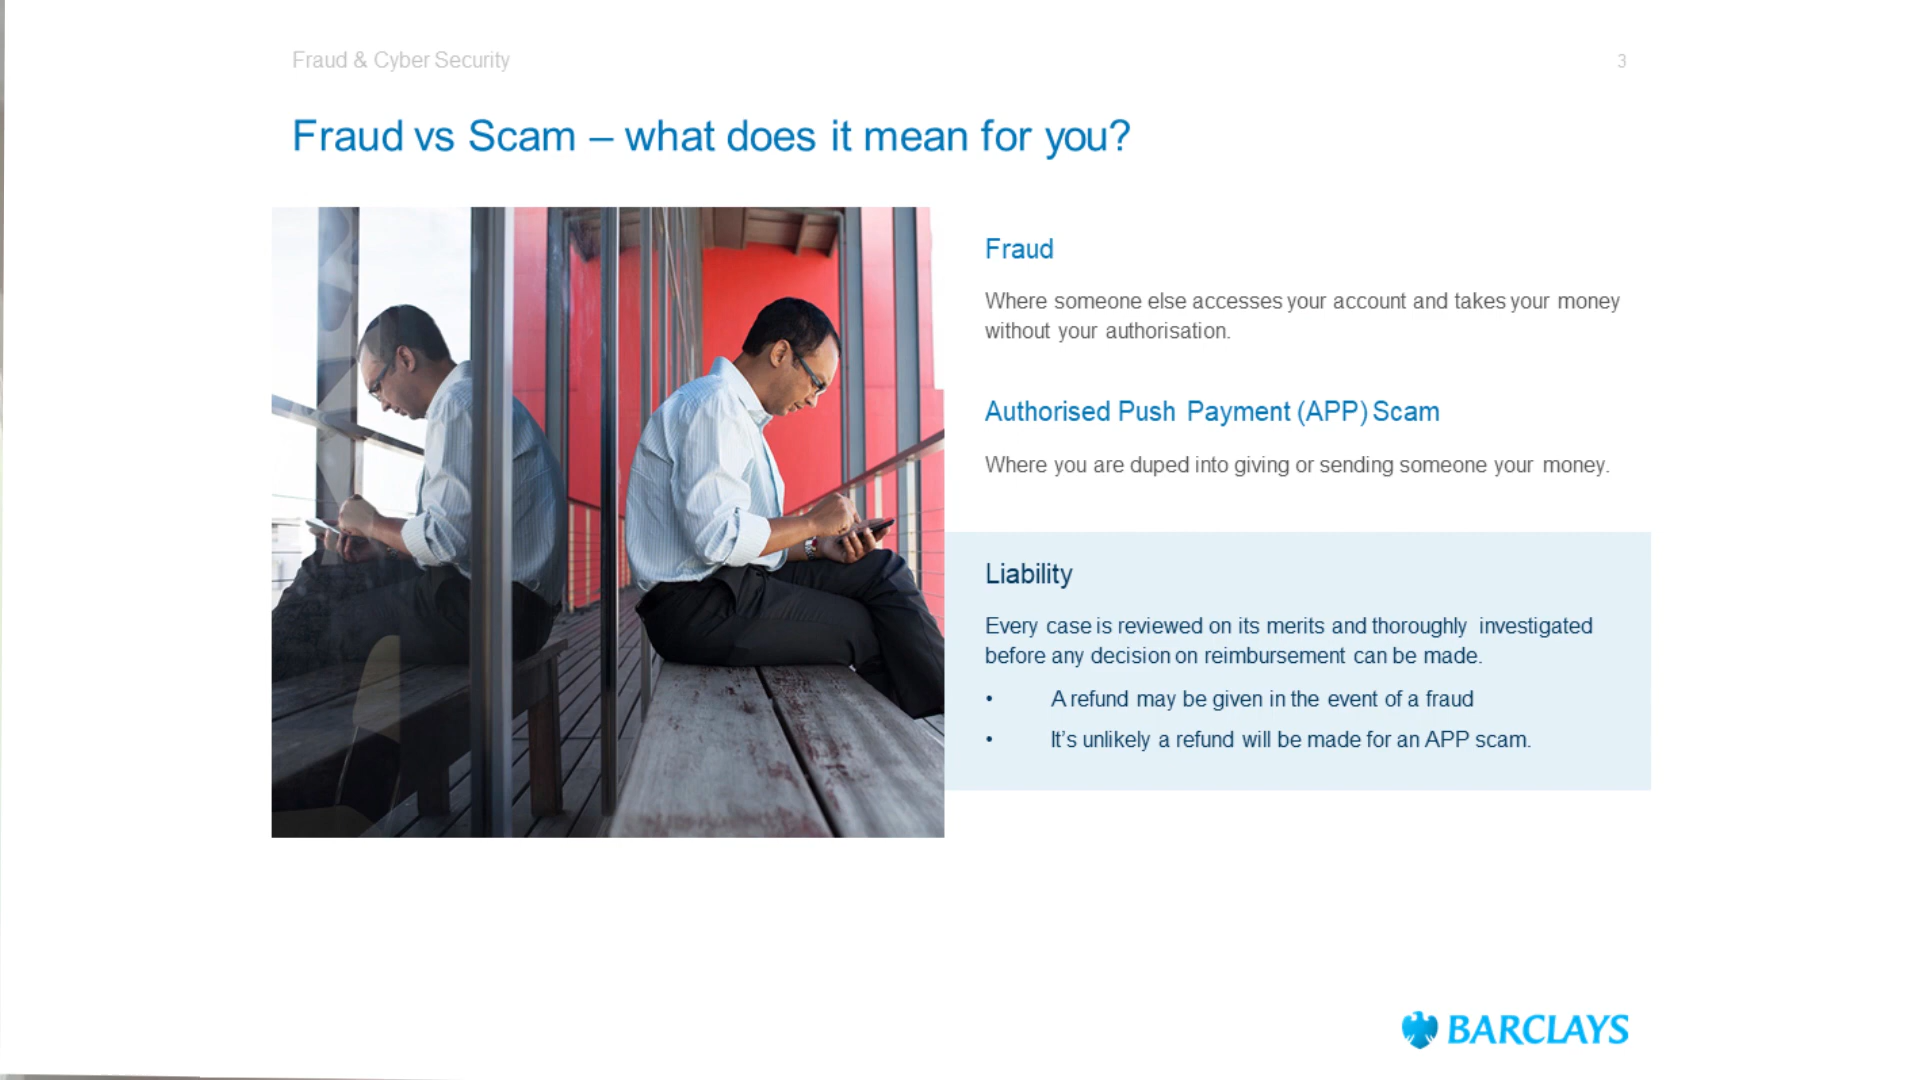 Fraud & Cyber Security
3
Fraud vs Scam – what does it mean for you?
Fraud
Where someone else accesses your account and takes your money
without your authorisation.
Authorised Push Payment (APP) Scam
Where you are duped into giving or sending someone your money.
Liability
Every case is reviewed on its merits and thoroughly investigated
before any decision on reimbursement can be made.
• A refund may be given in the event of a fraud
• It's unlikely a refund will be made for an APP scam.
BARCLAYS